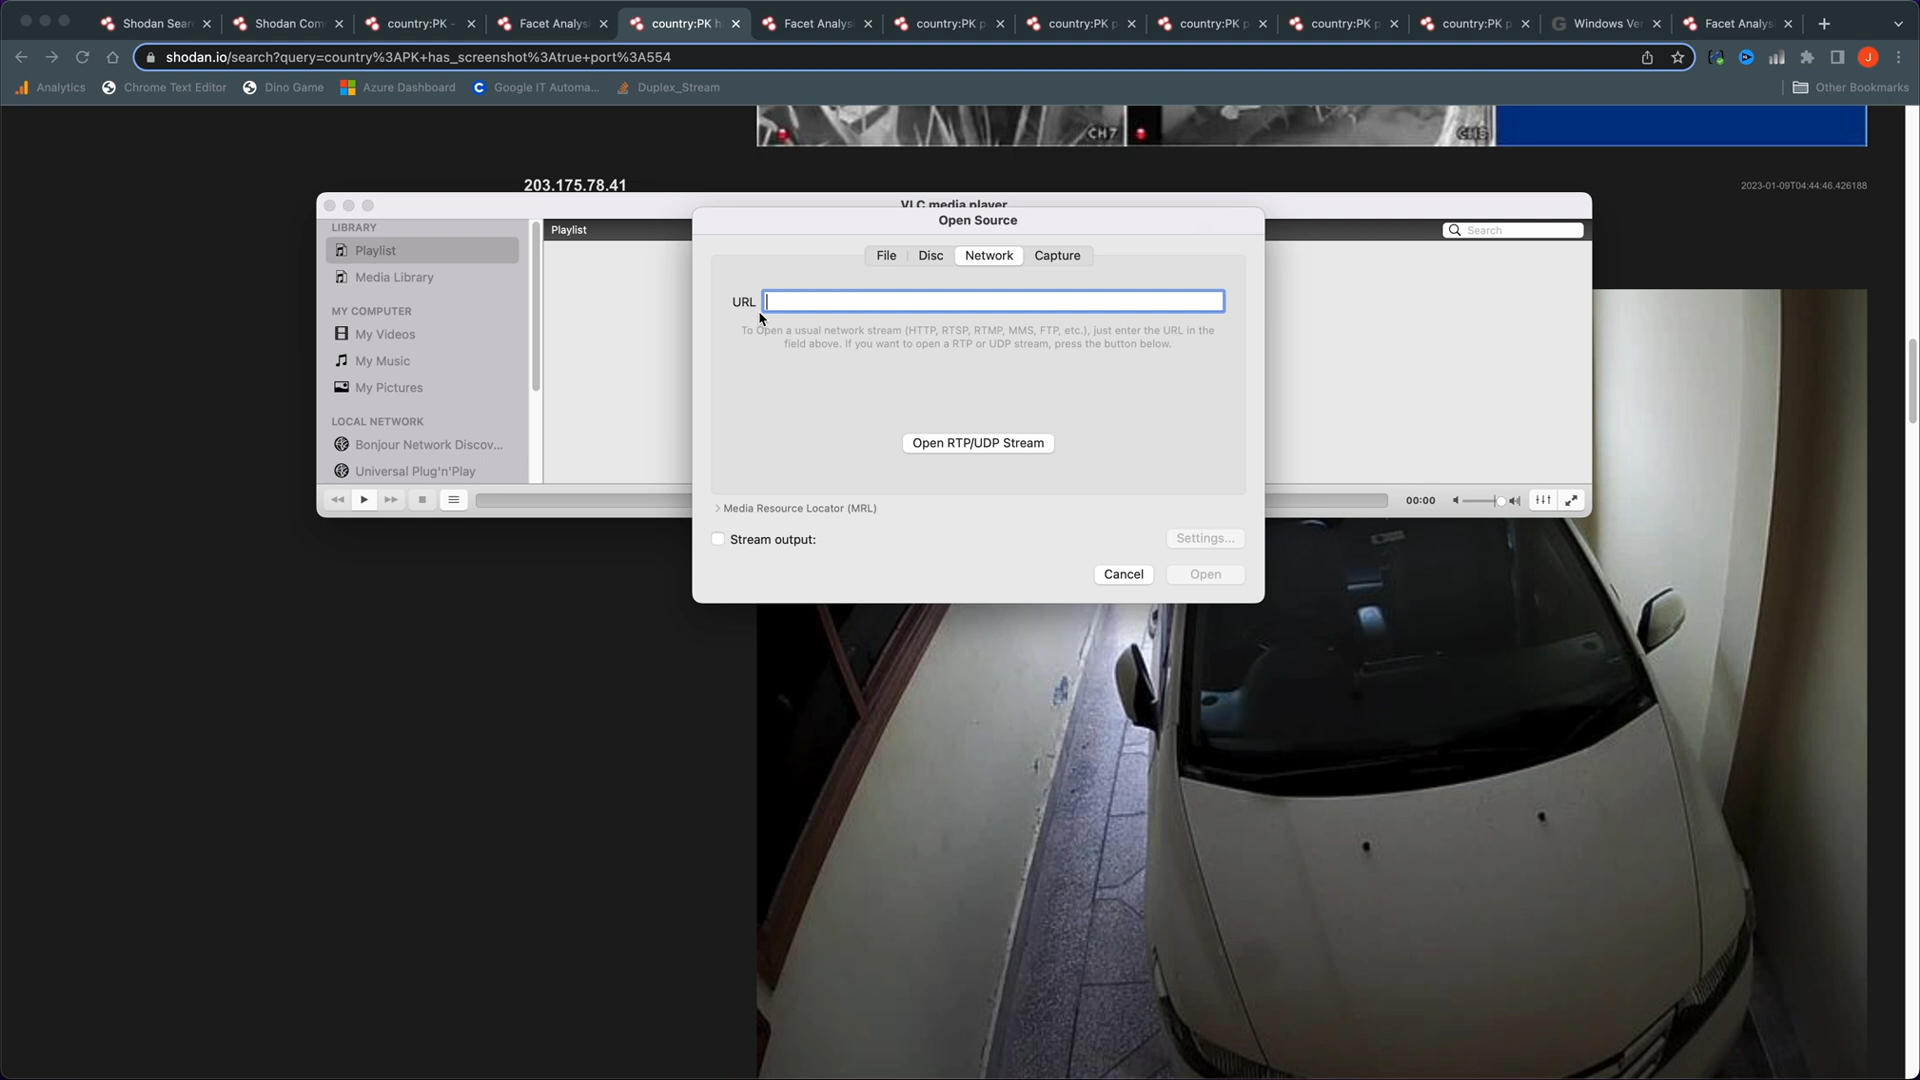 Shodan Sear
Shodan Com
country:PK -
Facet Analysi
country:PK h
Facet Analysi
country:PK p
country:PK p
country:PK p
country:PK p
country:PK p
Windows Ver
Facet Analysi
shodan.io/search?query=country%3APK+has_screenshot%3Atrue+port%3A554
J
Analytics
Chrome Text Editor
Dino Game
Azure Dashboard
Google IT Automa...
Duplex_Stream
Other Bookmarks
CH7
203.175.78.41
2023-01-09T04:44:46.426188
VLC media player
Open Source
LIBRARY
Playlist
Media Library
MY COMPUTER
My Videos
My Music
My Pictures
LOCAL NETWORK
Bonjour Network Discov...
Universal Plug'n'Play
Playlist
Search
File
Disc
Network
Capture
URL
To Open a usual network stream (HTTP, RTSP, RTMP, MMS, FTP, etc.), just enter the URL in the
field above. If you want to open a RTP or UDP stream, press the button below.
Open RTP/UDP Stream
Media Resource Locator (MRL)
Stream output:
Settings...
Cancel
Open
00:00